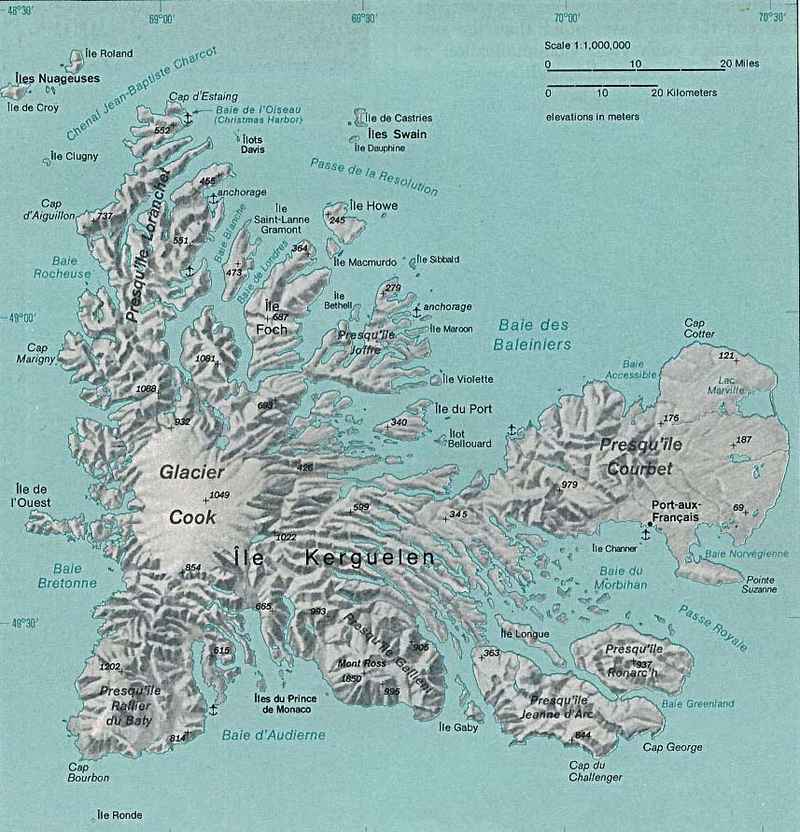 48°30'
69°00'
69°30'
70°00'
70°30'
Scale 1:1,000,000
0 10 20 Miles
0 10 20 Kilometers
elevations in meters
Île Roland
Îles Nuageuses
Île de Croy
Chenal Jean-Baptiste Charcot
Cap d'Estaing
Baie de l'Oiseau
(Christmas Harbor)
552
Île de Castries
Îles Swain
Île Dauphine
Îlots
Davis
Île Clugny
Passe de la Resolution
455
anchorage
Cap
d'Aiguillon
737
Presqu'île Loranchet
551
Île
Saint-Lanne
Gramont
Île Howe
245
Baie Blanche
Baie de Londres
364
Baie
Rocheuse
473
Île Macmurdo
Île Sibbald
279
Île
Bethell
anchorage
49°00'
Île
Foch
687
Presqu'île
Joffre
Île Maroon
Baie des
Baleiniers
Cap
Cotter
Cap
Marigny
1081
121
Baie
Accessible
Lac
Marville
Île Violette
1088
693
Île du Port
932
340
Îlot
Bellouard
176
187
Presqu'île
Courbet
Glacier
Cook
426
1049
979
Île de
l'Ouest
599
345
Port-aux-
Français
69
1022
Île Channer
Île Kerguelen
Baie Norvégienne
Baie
Bretonne
854
Baie du
Morbihan
Pointe
Suzanne
665
993
Passe Royale
49°30'
Île Longue
Presqu'île Gallieni
906
615
363
Presqu'île
Ronarc'h
937
1202
Mont Ross
1850
995
Presqu'île
Rallier
du Baty
Îles du Prince
de Monaco
Presqu'île
Jeanne d'Arc
Baie Greenland
814
Baie d'Audierne
Île Gaby
844
Cap George
Cap
Bourbon
Cap du
Challenger
Île Ronde